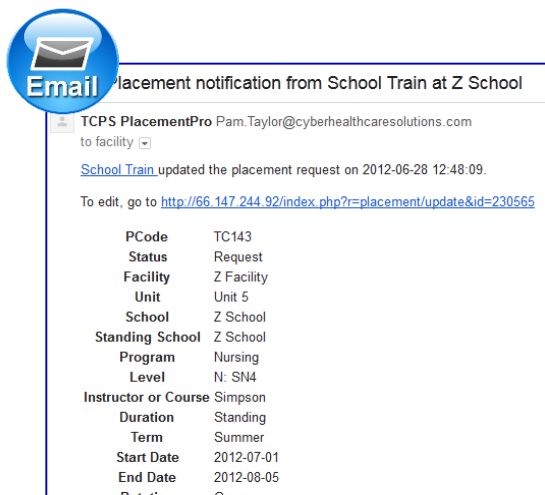 Email
Placement notification from School Train at Z School
TCPS PlacementPro Pam.Taylor@cyberhealthcaresolutions.com
to facility
School Train updated the placement request on 2012-06-28 12:48:09.
To edit, go to http://66.147.244.92/index.php?r=placement/update&id=230565
PCode TC143
Status Request
Facility Z Facility
Unit Unit 5
School Z School
Standing School Z School
Program Nursing
Level N: SN4
Instructor or Course Simpson
Duration Standing
Term Summer
Start Date 2012-07-01
End Date 2012-08-05